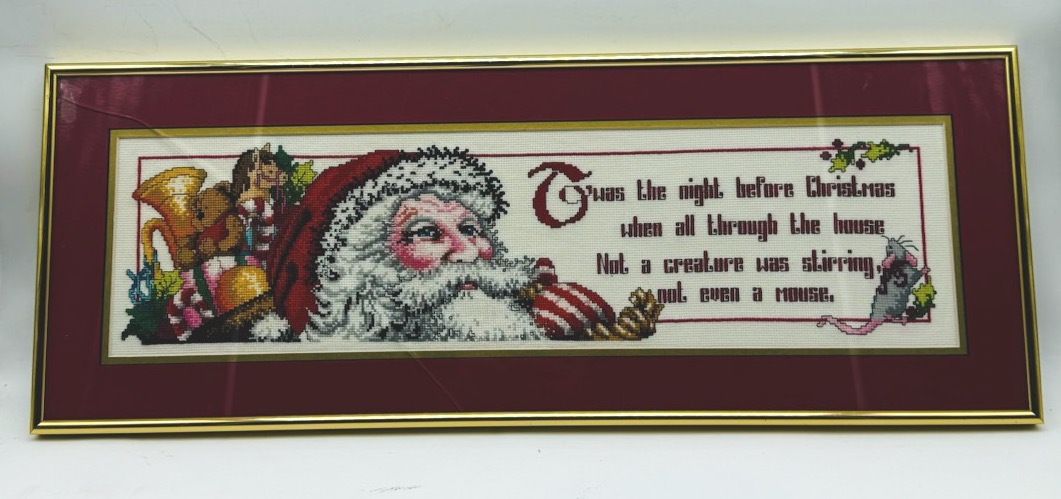 T'was the night before Christmas
when all through the house
Not a creature was stirring,
not even a mouse.